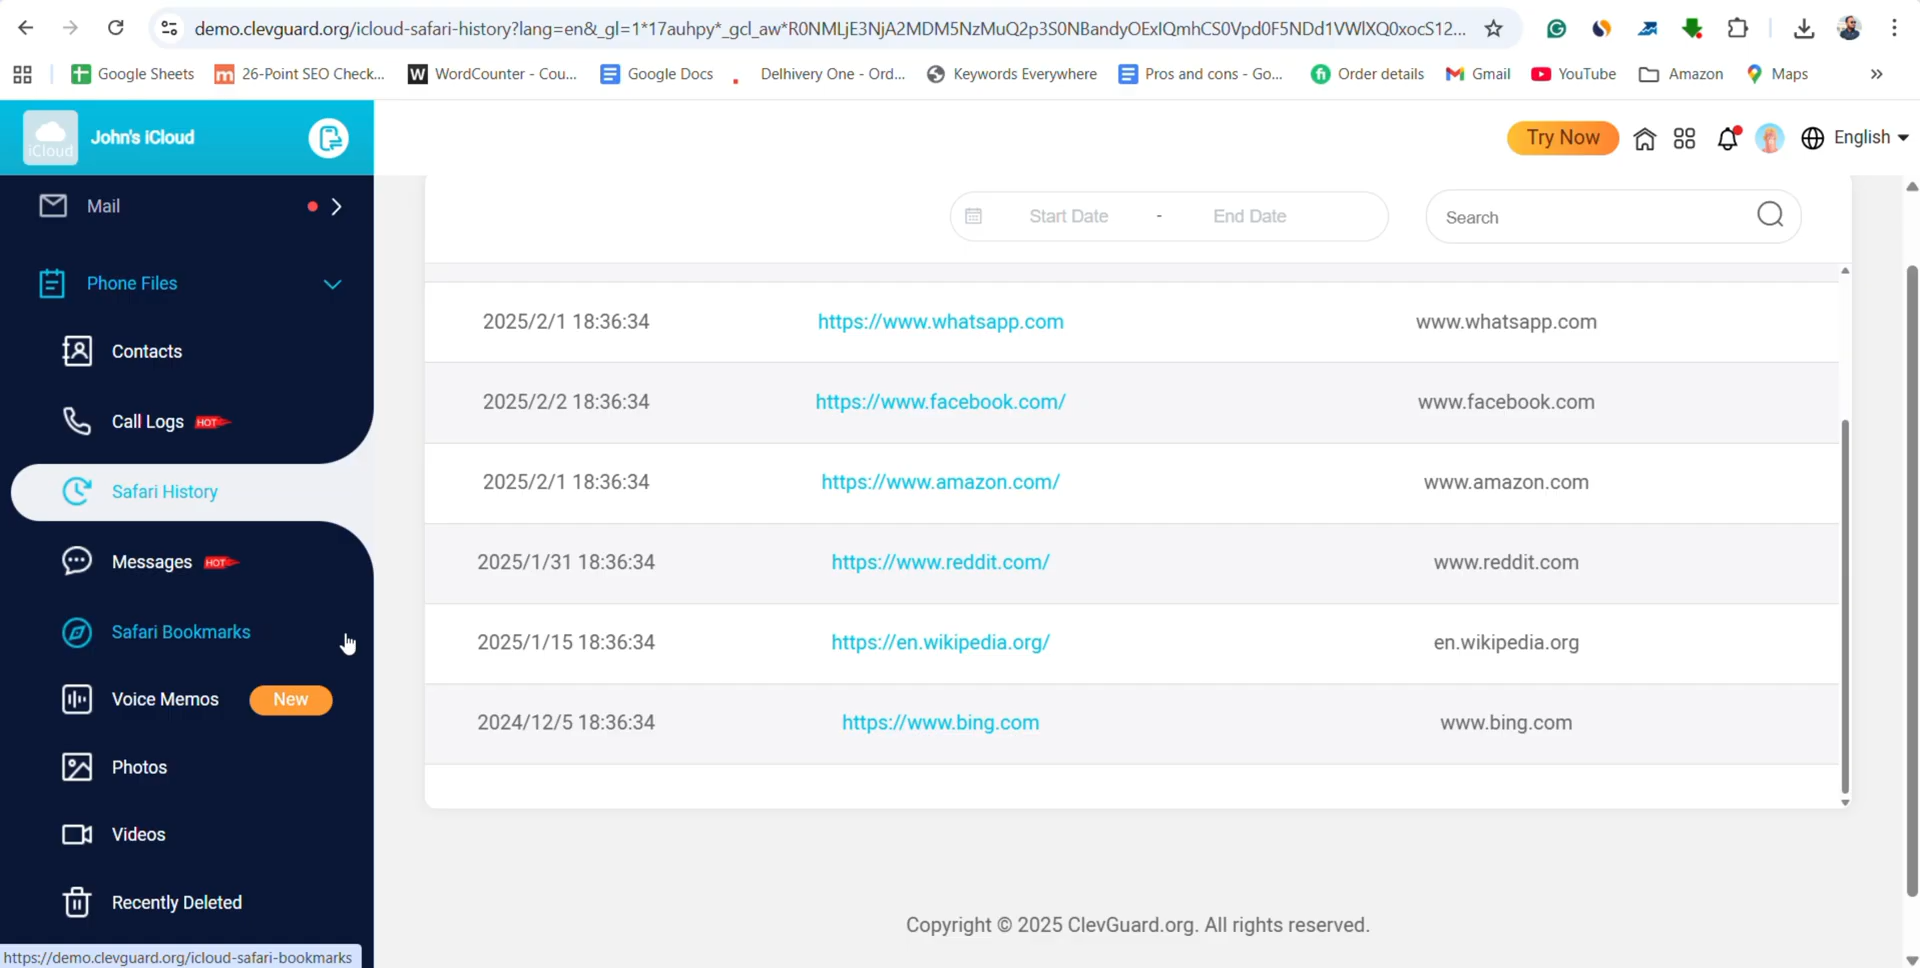 demo.clevguard.org/icloud-safari-history?lang=en&_gl=1*17auhpy*_gcl_aw*R0NMLjE3NjA2MDM5NzMuQ2p3S0NBandyOExIQmhCS0Vpd0F5NDd1VWlXQ0xocS12...
Google Sheets
26-Point SEO Check...
WordCounter - Cou...
Google Docs
Delhivery One - Ord...
Keywords Everywhere
Pros and cons - Go...
Order details
Gmail
YouTube
Amazon
Maps
iCloud
John's iCloud
Try Now
English
Mail
Start Date - End Date
Search
Phone Files
2025/2/1 18:36:34 https://www.whatsapp.com www.whatsapp.com
Contacts
2025/2/2 18:36:34 https://www.facebook.com/ www.facebook.com
Call Logs HOT
2025/2/1 18:36:34 https://www.amazon.com/ www.amazon.com
Safari History
2025/1/31 18:36:34 https://www.reddit.com/ www.reddit.com
Messages HOT
2025/1/15 18:36:34 https://en.wikipedia.org/ en.wikipedia.org
Safari Bookmarks
2024/12/5 18:36:34 https://www.bing.com www.bing.com
Voice Memos New
Photos
Videos
Recently Deleted
Copyright © 2025 ClevGuard.org. All rights reserved.
https://demo.clevguard.org/icloud-safari-bookmarks